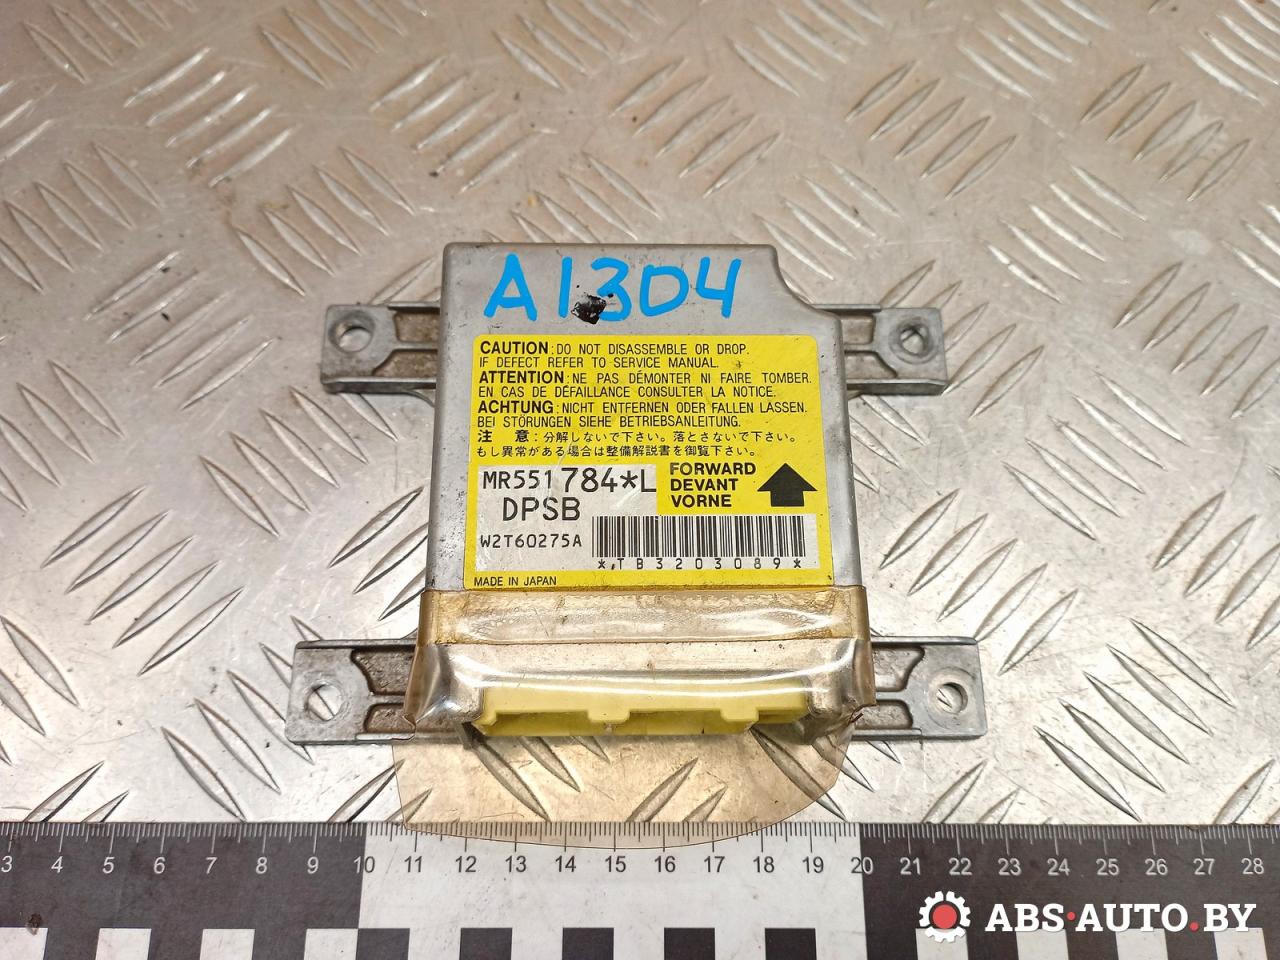 A13D4
CAUTION: DO NOT DISASSEMBLE OR DROP.
IF DEFECT REFER TO SERVICE MANUAL.
ATTENTION: NE PAS DÉMONTER NI FAIRE TOMBER.
EN CAS DE DÉFAILLANCE CONSULTER LA NOTICE.
ACHTUNG: NICHT ENTFERNEN ODER FALLEN LASSEN.
BEI STÖRUNGEN SIEHE BETRIEBSANLEITUNG.
注 意:分解しないで下さい。落とさないで下さい。
もし異常がある場合は整備解説書を御覧下さい。
MR551784*L
DPSB
FORWARD
DEVANT
VORNE
W2T60275A
*,TB3203089*
MADE IN JAPAN
3 4 5 6 7 8 9 10 11 12 13 14 15 16 17 18 19 20 21 22 23 24 25 26 27 28
ABS-AUTO.BY